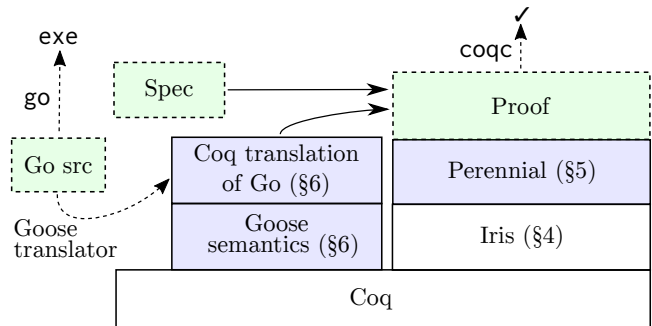 exe
✓
coqc
go
Spec
Proof
Go src
Coq translation
of Go (§6)
Perennial (§5)
Goose
translator
Goose
semantics (§6)
Iris (§4)
Coq